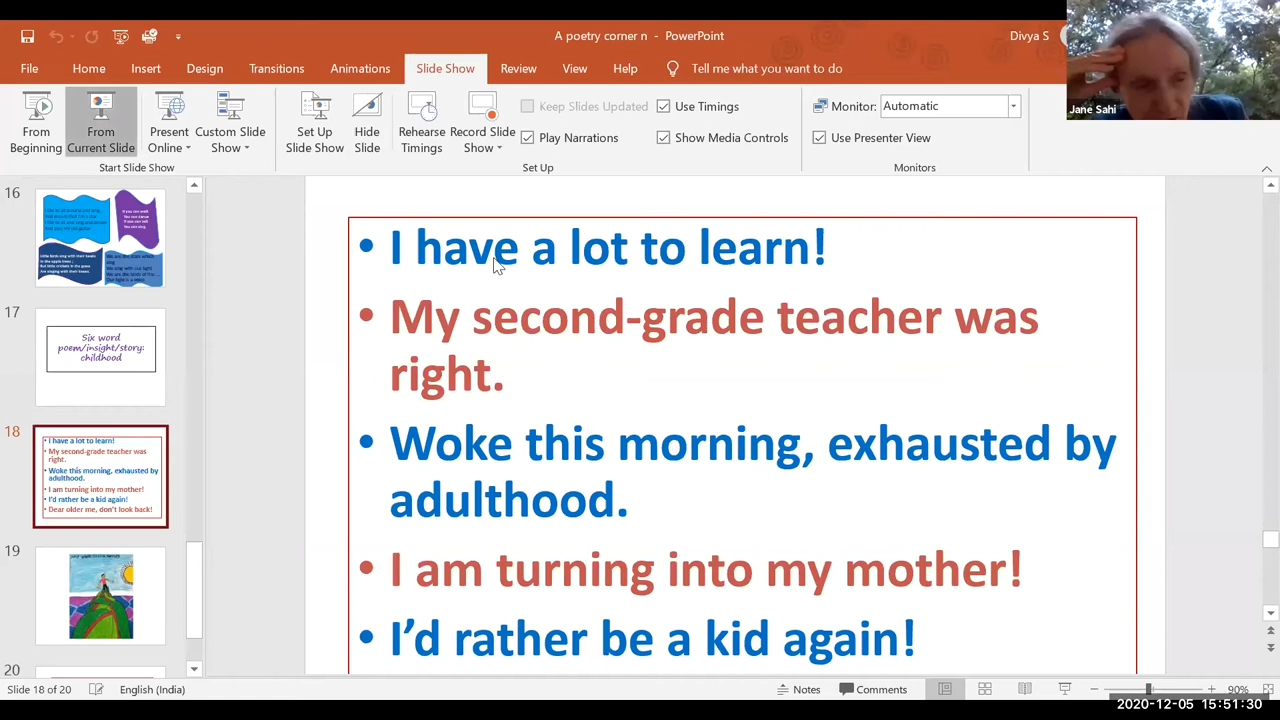 A poetry corner n - PowerPoint
Divya S
Jane Sahi
File Home Insert Design Transitions Animations Slide Show Review View Help Tell me what you want to do
From Beginning
From Current Slide
Present Online
Custom Slide Show
Start Slide Show
Set Up Slide Show
Hide Slide
Rehearse Timings
Record Slide Show
Keep Slides Updated
Play Narrations
Use Timings
Show Media Controls
Set Up
Monitor: Automatic
Use Presenter View
Monitors
16
17
Six word
poem/insight/story:
childhood
18
• I have a lot to learn!
• My second-grade teacher was
right.
• Woke this morning, exhausted by
adulthood.
• I am turning into my mother!
• I'd rather be a kid again!
• Dear older me, don't look back!
19
20
• I have a lot to learn!
• My second-grade teacher was
right.
• Woke this morning, exhausted by
adulthood.
• I am turning into my mother!
• I’d rather be a kid again!
Slide 18 of 20 English (India) Notes Comments 90%
2020-12-05 15:51:30